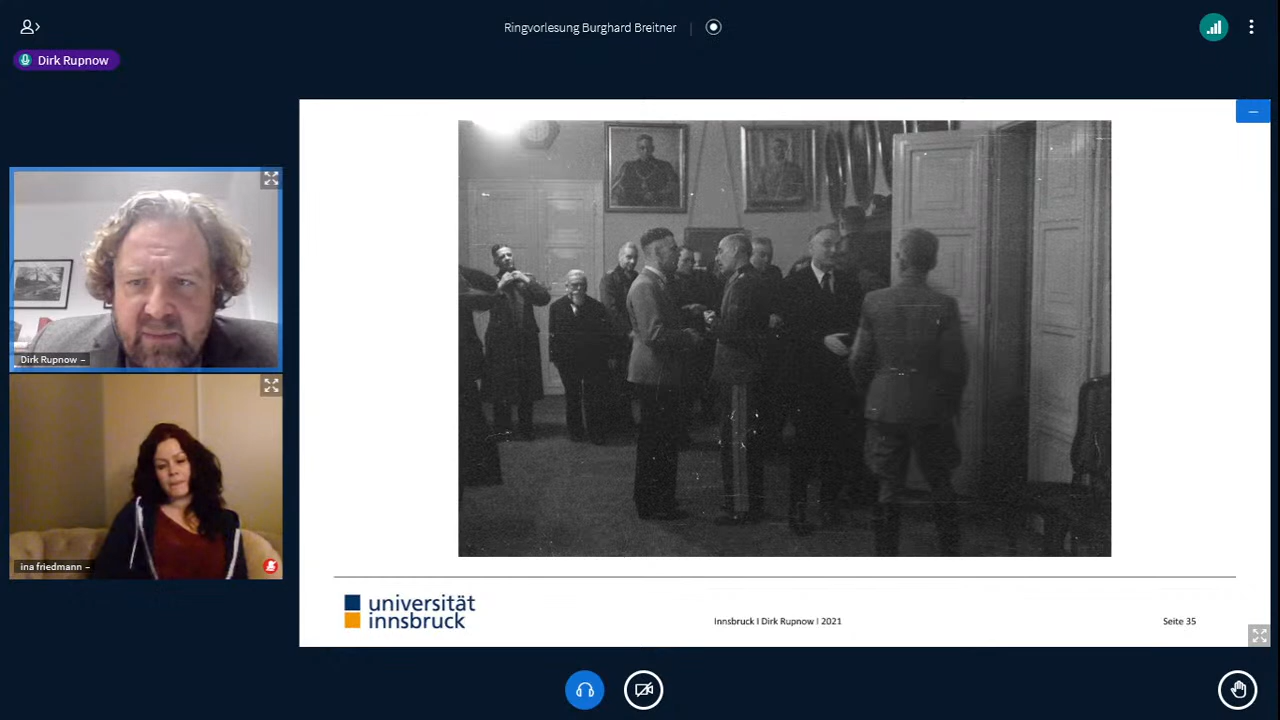 Ringvorlesung Burghard Breitner
Dirk Rupnow
Dirk Rupnow –
ina friedmann –
universität
innsbruck
Innsbruck I Dirk Rupnow I 2021
Seite 35